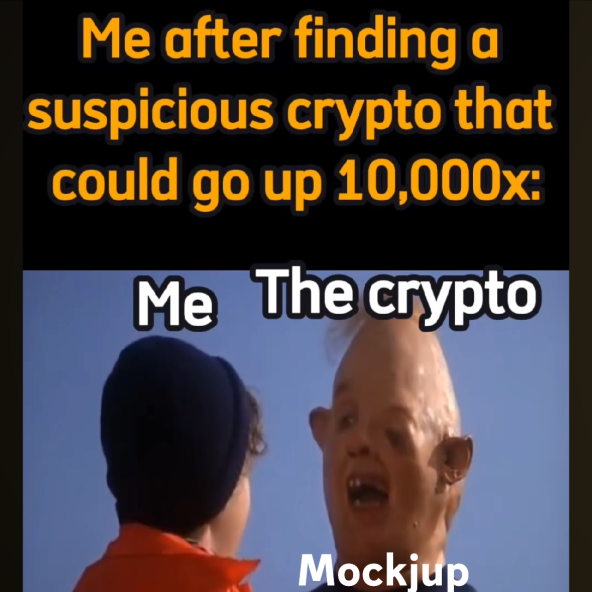 Me after finding a
suspicious crypto that
could go up 10,000x:
Me The crypto
Mockjup